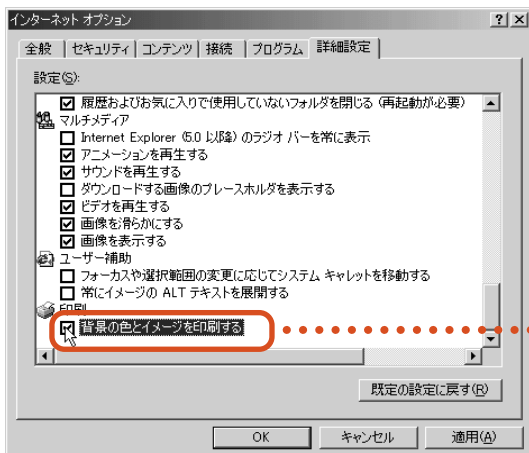 インターネット オプション
全般 セキュリティ コンテンツ 接続 プログラム 詳細設定
設定(S):
履歴およびお気に入りで使用していないフォルダを閉じる (再起動が必要)
マルチメディア
Internet Explorer (5.0 以降) のラジオ バーを常に表示
アニメーションを再生する
サウンドを再生する
ダウンロードする画像のプレースホルダを表示する
ビデオを再生する
画像を滑らかにする
画像を表示する
ユーザー補助
フォーカスや選択範囲の変更に応じてシステム キャレットを移動する
常にイメージの ALT テキストを展開する
印刷
背景の色とイメージを印刷する
既定の設定に戻す(R)
OK キャンセル 適用(A)